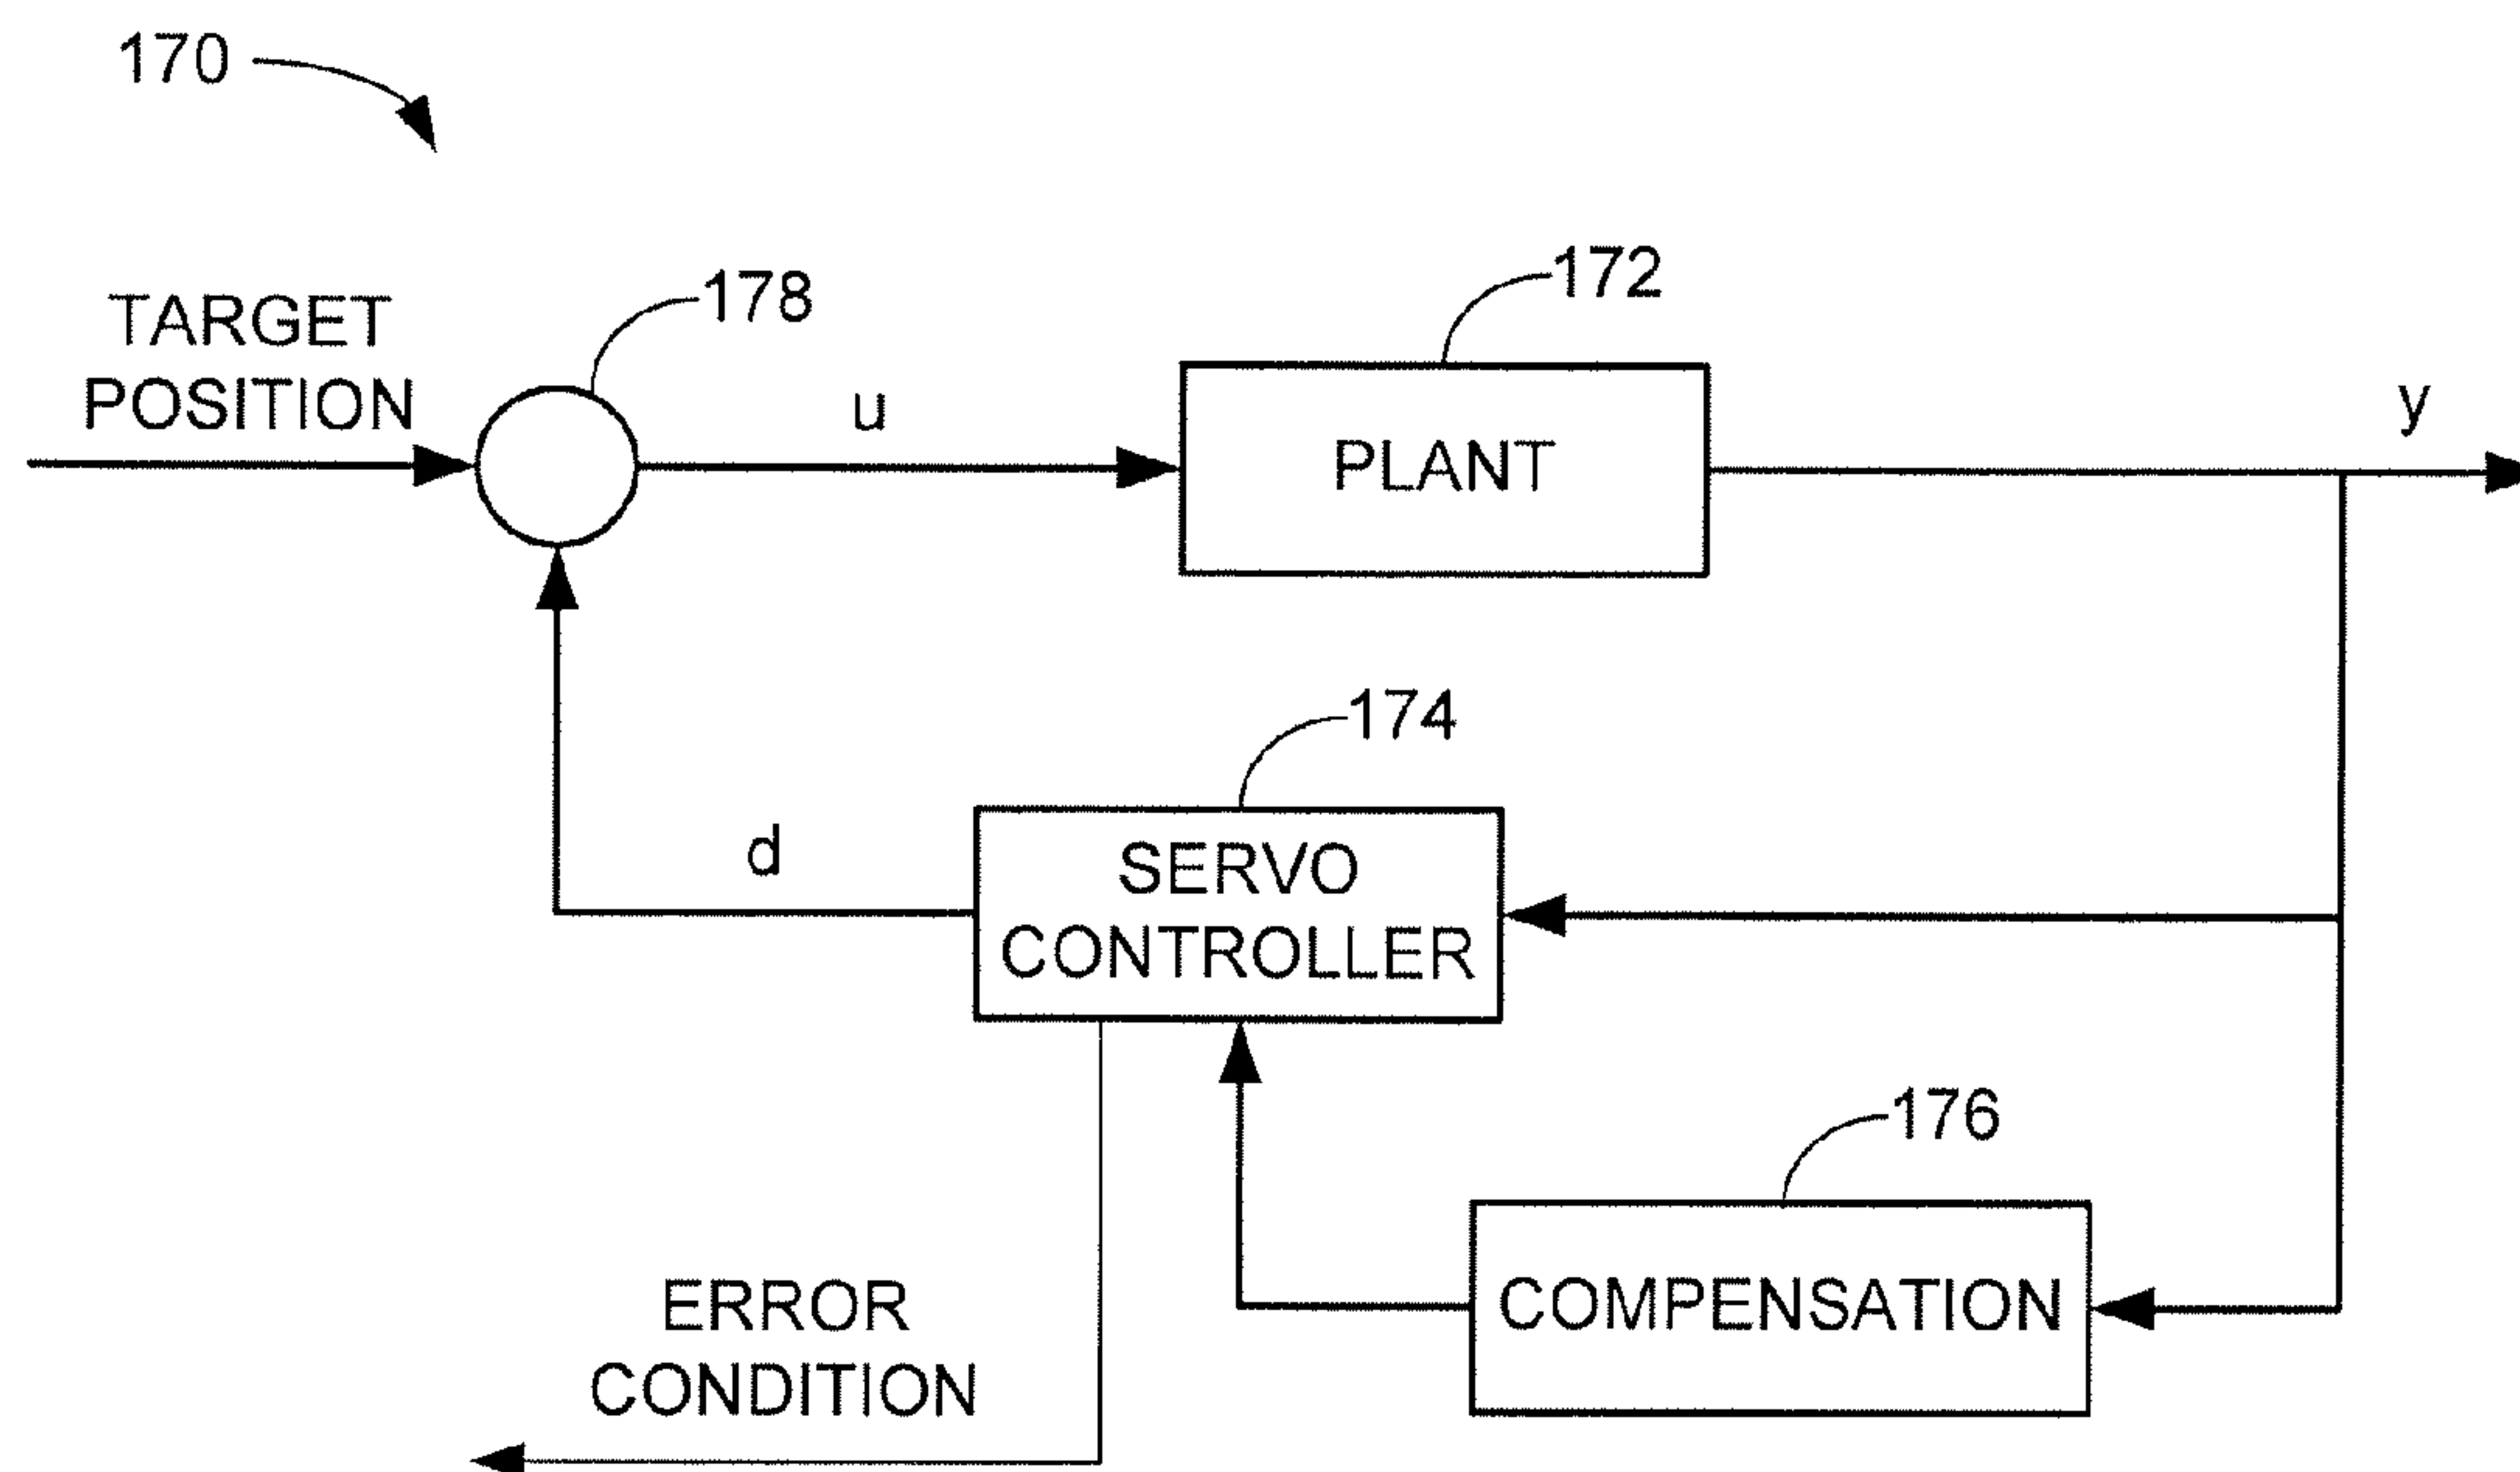 170
178
172
TARGET
POSITION
u
PLANT
y
174
d
SERVO
CONTROLLER
176
COMPENSATION
ERROR
CONDITION